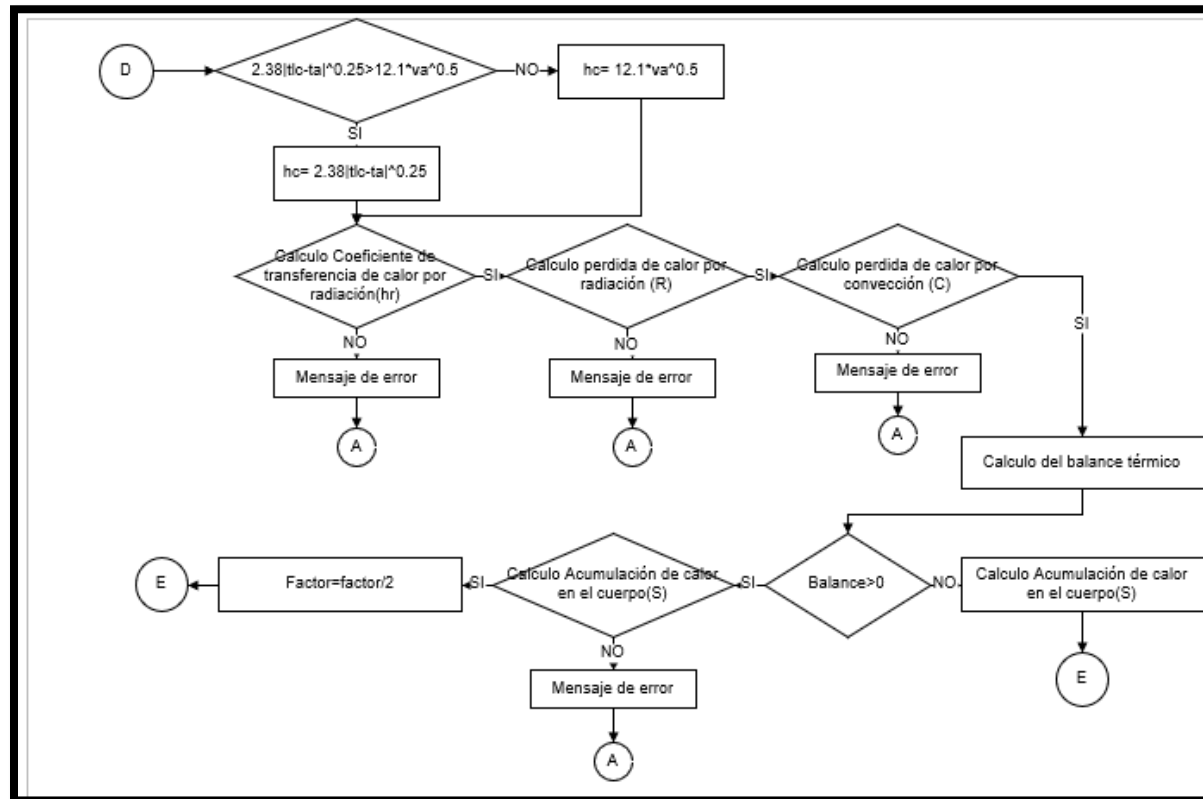 D
2.38|tlc-ta|^0.25>12.1*va^0.5
NO
hc= 12.1*va^0.5
SI
hc= 2.38|tlc-ta|^0.25
Calculo Coeficiente de
transferencia de calor por
radiación(hr)
SI
Calculo perdida de calor por
radiación (R)
SI
Calculo perdida de calor por
convección (C)
SI
NO
NO
NO
Mensaje de error
Mensaje de error
Mensaje de error
A
A
A
Calculo del balance térmico
E
Factor=factor/2
SI
Calculo Acumulación de calor
en el cuerpo(S)
SI
Balance>0
NO
Calculo Acumulación de calor
en el cuerpo(S)
NO
Mensaje de error
E
A